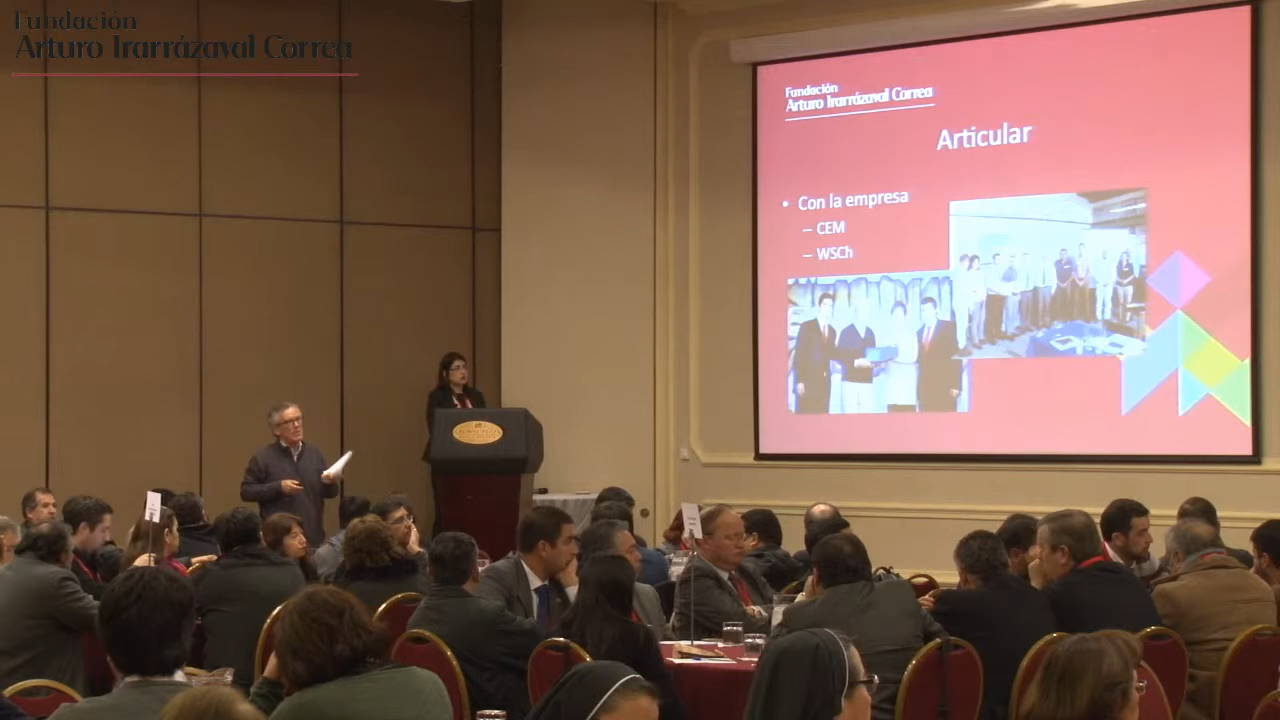 Fundación
Arturo Irarrázaval Correa
Fundación
Arturo Irarrázaval Correa
Articular
• Con la empresa
– CEM
– WSCh